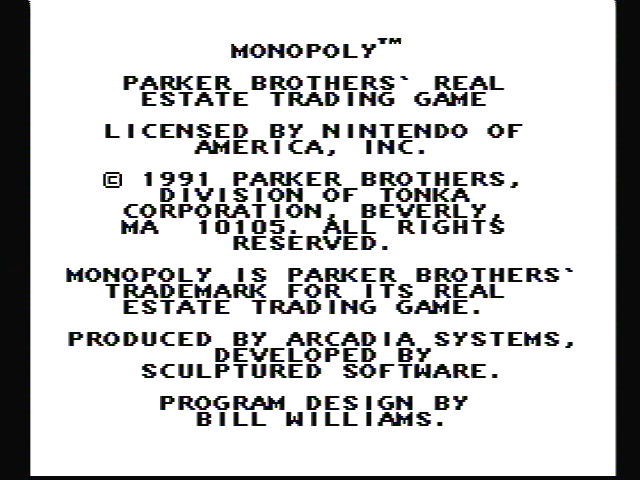 MONOPOLY™
PARKER BROTHERS` REAL
ESTATE TRADING GAME
LICENSED BY NINTENDO OF
AMERICA, INC.
© 1991 PARKER BROTHERS,
DIVISION OF TONKA
CORPORATION, BEVERLY,
MA  10105. ALL RIGHTS
RESERVED.
MONOPOLY IS PARKER BROTHERS`
TRADEMARK FOR ITS REAL
ESTATE TRADING GAME.
PRODUCED BY ARCADIA SYSTEMS,
DEVELOPED BY
SCULPTURED SOFTWARE.
PROGRAM DESIGN BY
BILL WILLIAMS.